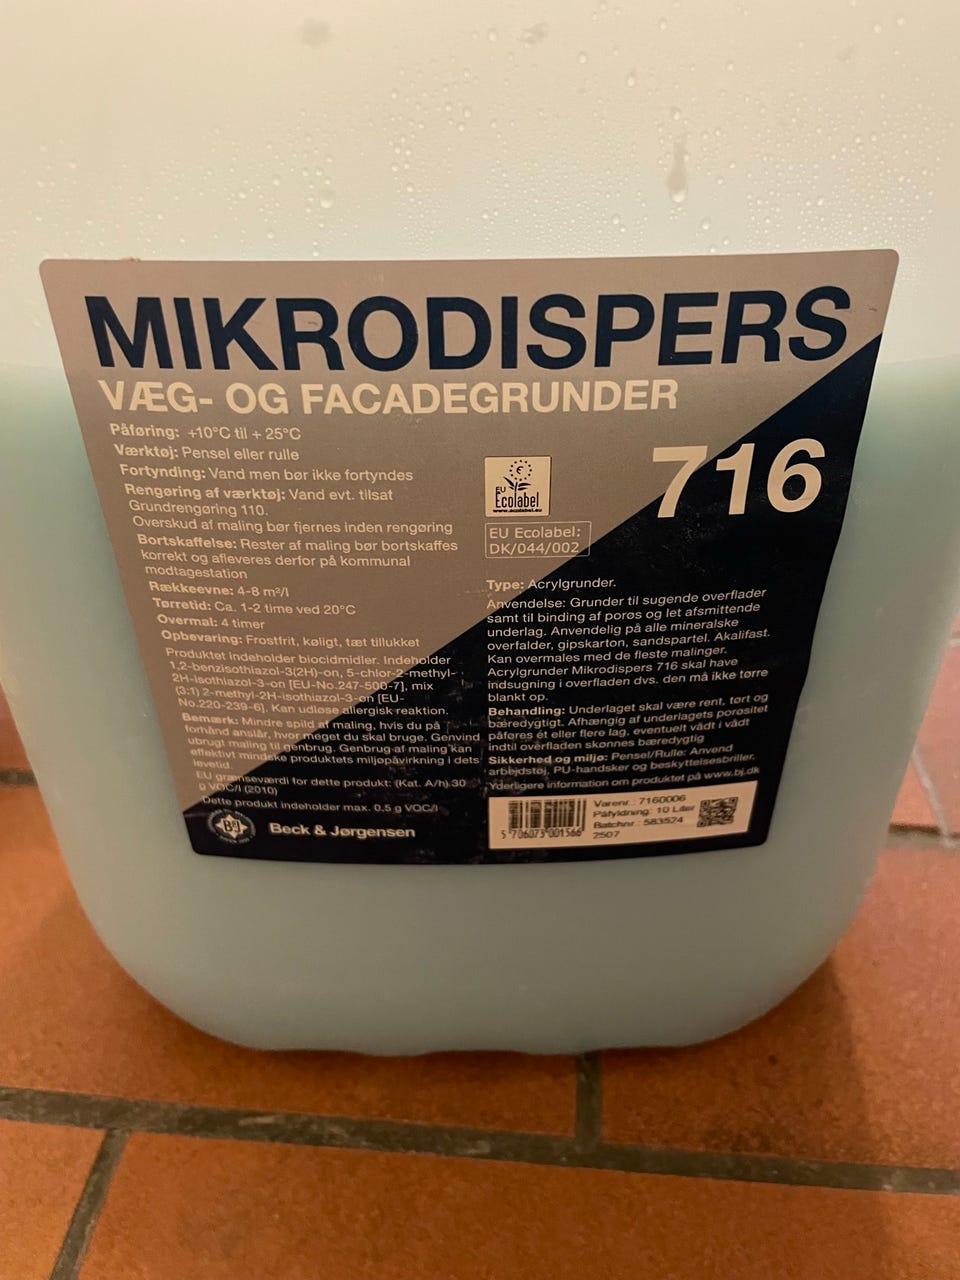 MIKRODISPERS
VÆG- OG FACADEGRUNDER
716
Påføring: +10°C til + 25°C
Værktøj: Pensel eller rulle
Fortynding: Vand men bør ikke fortyndes
Rengøring af værktøj: Vand evt. tilsat
Grundrengøring 110.
Overskud af maling bør fjernes inden rengøring
Bortskaffelse: Rester af maling bør bortskaffes
korrekt og afleveres derfor på kommunal
modtagestation
Rækkeevne: 4-8 m²/l
Tørretid: Ca. 1-2 time ved 20°C
Overmal: 4 timer
Opbevaring: Frostfrit, køligt, tæt tillukket
Produktet indeholder biocidmidler. Indeholder
1,2-benzisothiazol-3(2H)-on, 5-chlor-2-methyl-
2H-isothiazol-3-on [EU-No.247-500-7], mix
(3:1) 2-methyl-2H-isothiazol-3-on [EU-
No.220-239-6]. Kan udløse allergisk reaktion.
Bemærk: Mindre spild af maling, hvis du på
forhånd anslår, hvor meget du skal bruge. Genvind
ubrugt maling til genbrug. Genbrug af maling kan
effektivt mindske produktets miljøpåvirkning i dets
levetid.
EU grænseværdi for dette produkt: (Kat. A/h) 30
g VOC/l (2010)
Dette produkt indeholder max. 0,5 g VOC/l
B&J
Beck & Jørgensen
EU
Ecolabel
www.ecolabel.eu
EU Ecolabel:
DK/044/002
Type: Acrylgrunder.
Anvendelse: Grunder til sugende overflader
samt til binding af porøs og let afsmittende
underlag. Anvendelig på alle mineralske
overfalder, gipskarton, sandspartel. Akalifast.
Kan overmales med de fleste malinger.
Acrylgrunder Mikrodispers 716 skal have
indsugning i overfladen dvs. den må ikke tørre
blankt op.
Behandling: Underlaget skal være rent, tørt og
bæredygtigt. Afhængig af underlagets porøsitet
påføres ét eller flere lag, eventuelt vådt i vådt
indtil overfladen skønnes bæredygtig
Sikkerhed og miljø: Pensel/Rulle: Anvend
arbejdstøj, PU-handsker og beskyttelsesbriller.
Yderligere information om produktet på www.bj.dk
5 706073 001566
Varenr.: 7160006
Påfyldning: 10 Liter
Batchnr.: 583524
2507